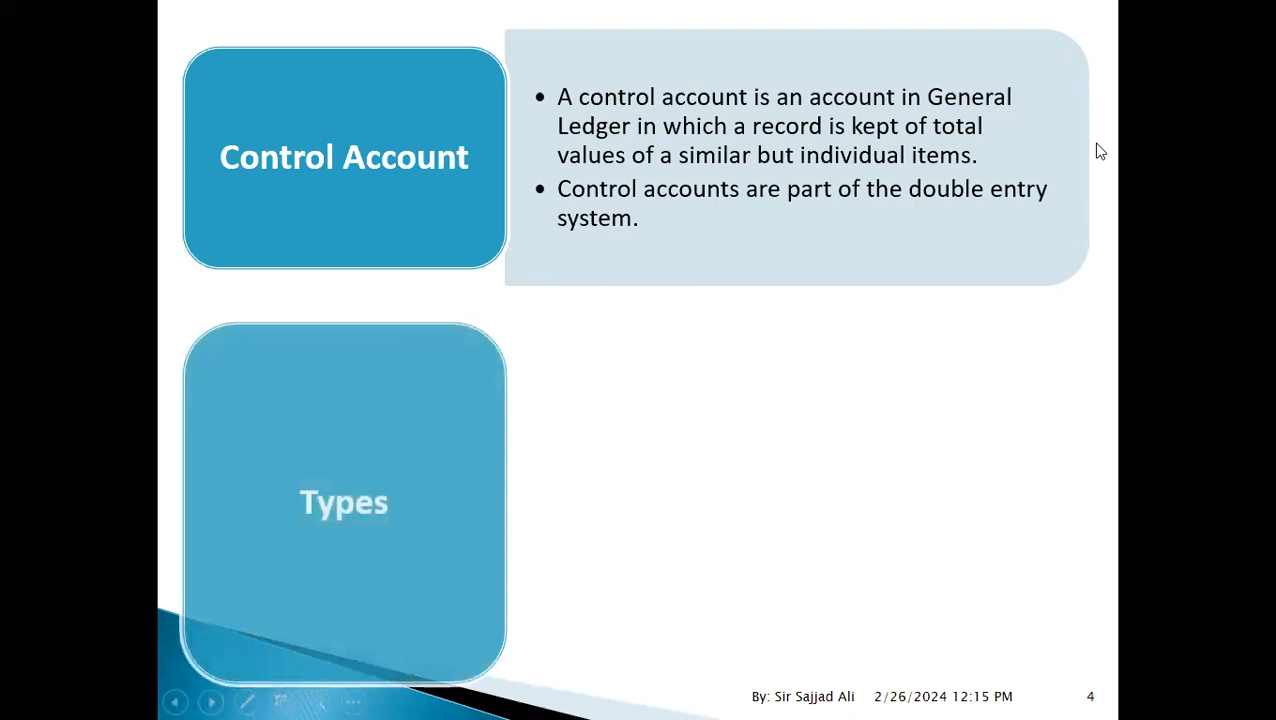 Control Account
• A control account is an account in General
Ledger in which a record is kept of total
values of a similar but individual items.
• Control accounts are part of the double entry
system.
Types
By: Sir Sajjad Ali 2/26/2024 12:15 PM 4